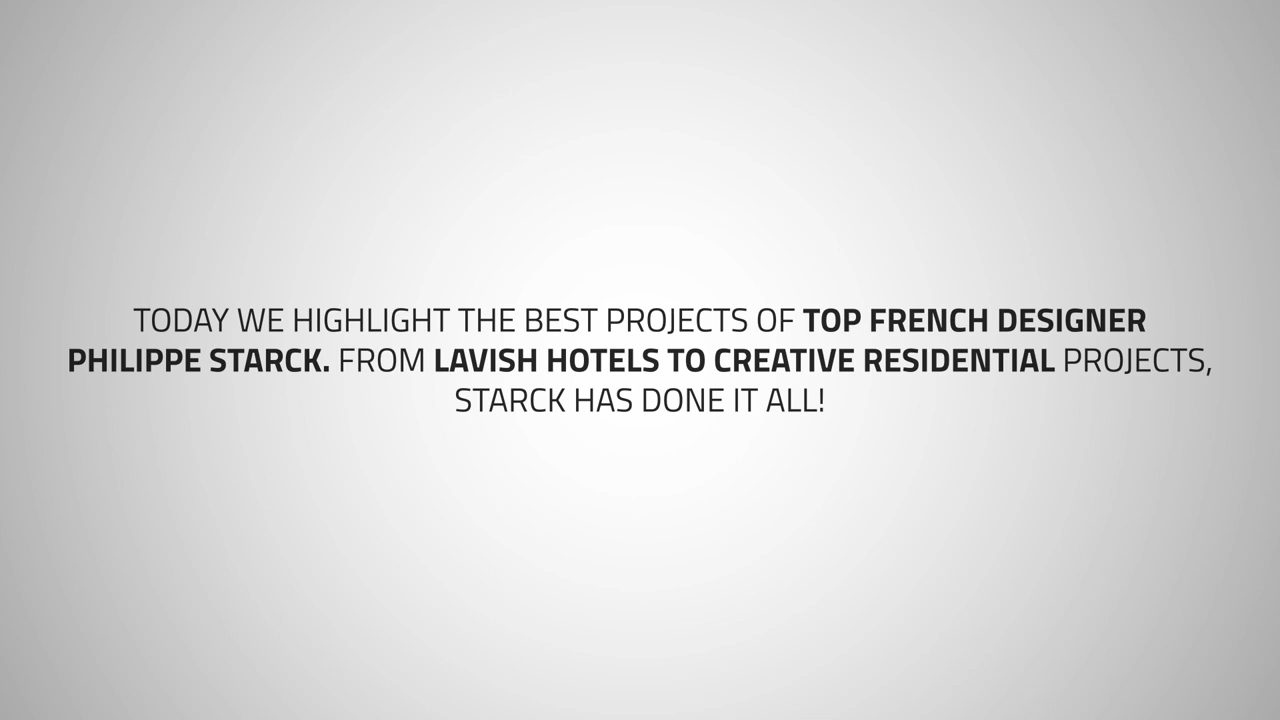 TODAY WE HIGHLIGHT THE BEST PROJECTS OF TOP FRENCH DESIGNER
PHILIPPE STARCK. FROM LAVISH HOTELS TO CREATIVE RESIDENTIAL PROJECTS,
STARCK HAS DONE IT ALL!